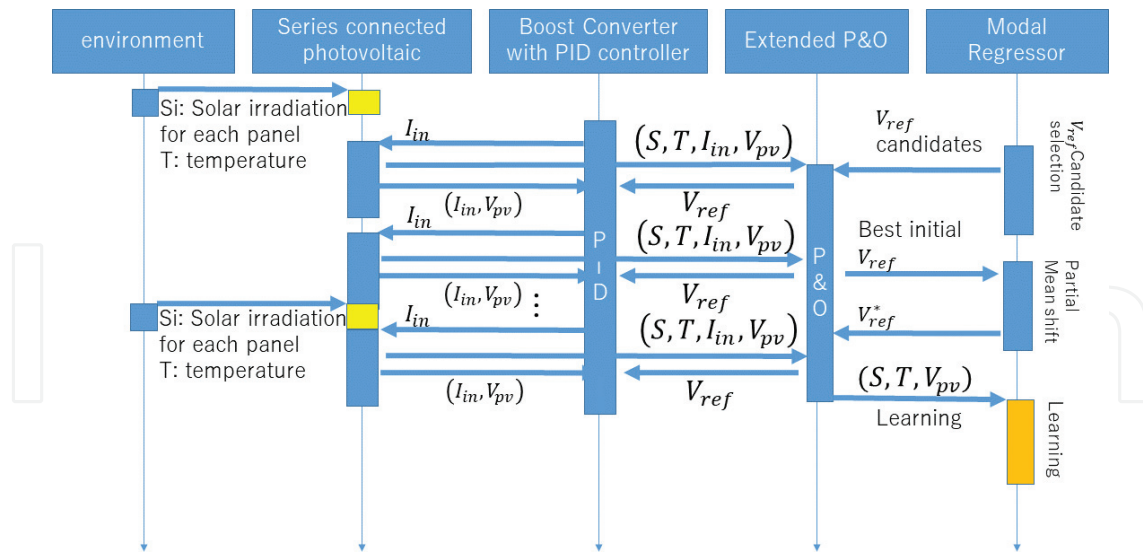 environment
Series connected
photovoltaic
Boost Converter
with PID controller
Extended P&O
Modal
Regressor
Si: Solar irradiation
for each panel
T: temperature
I_in
(S, T, I_in, V_pv)
V_ref
candidates
V_ref Candidate
selection
(I_in, V_pv)
V_ref
I_in
(S, T, I_in, V_pv)
Best initial
V_ref
(I_in, V_pv)
⋮
V_ref
PiD
P&O
Partial
Mean shift
Si: Solar irradiation
for each panel
T: temperature
I_in
(S, T, I_in, V_pv)
V*_ref
(I_in, V_pv)
V_ref
(S, T, V_pv)
Learning
Learning